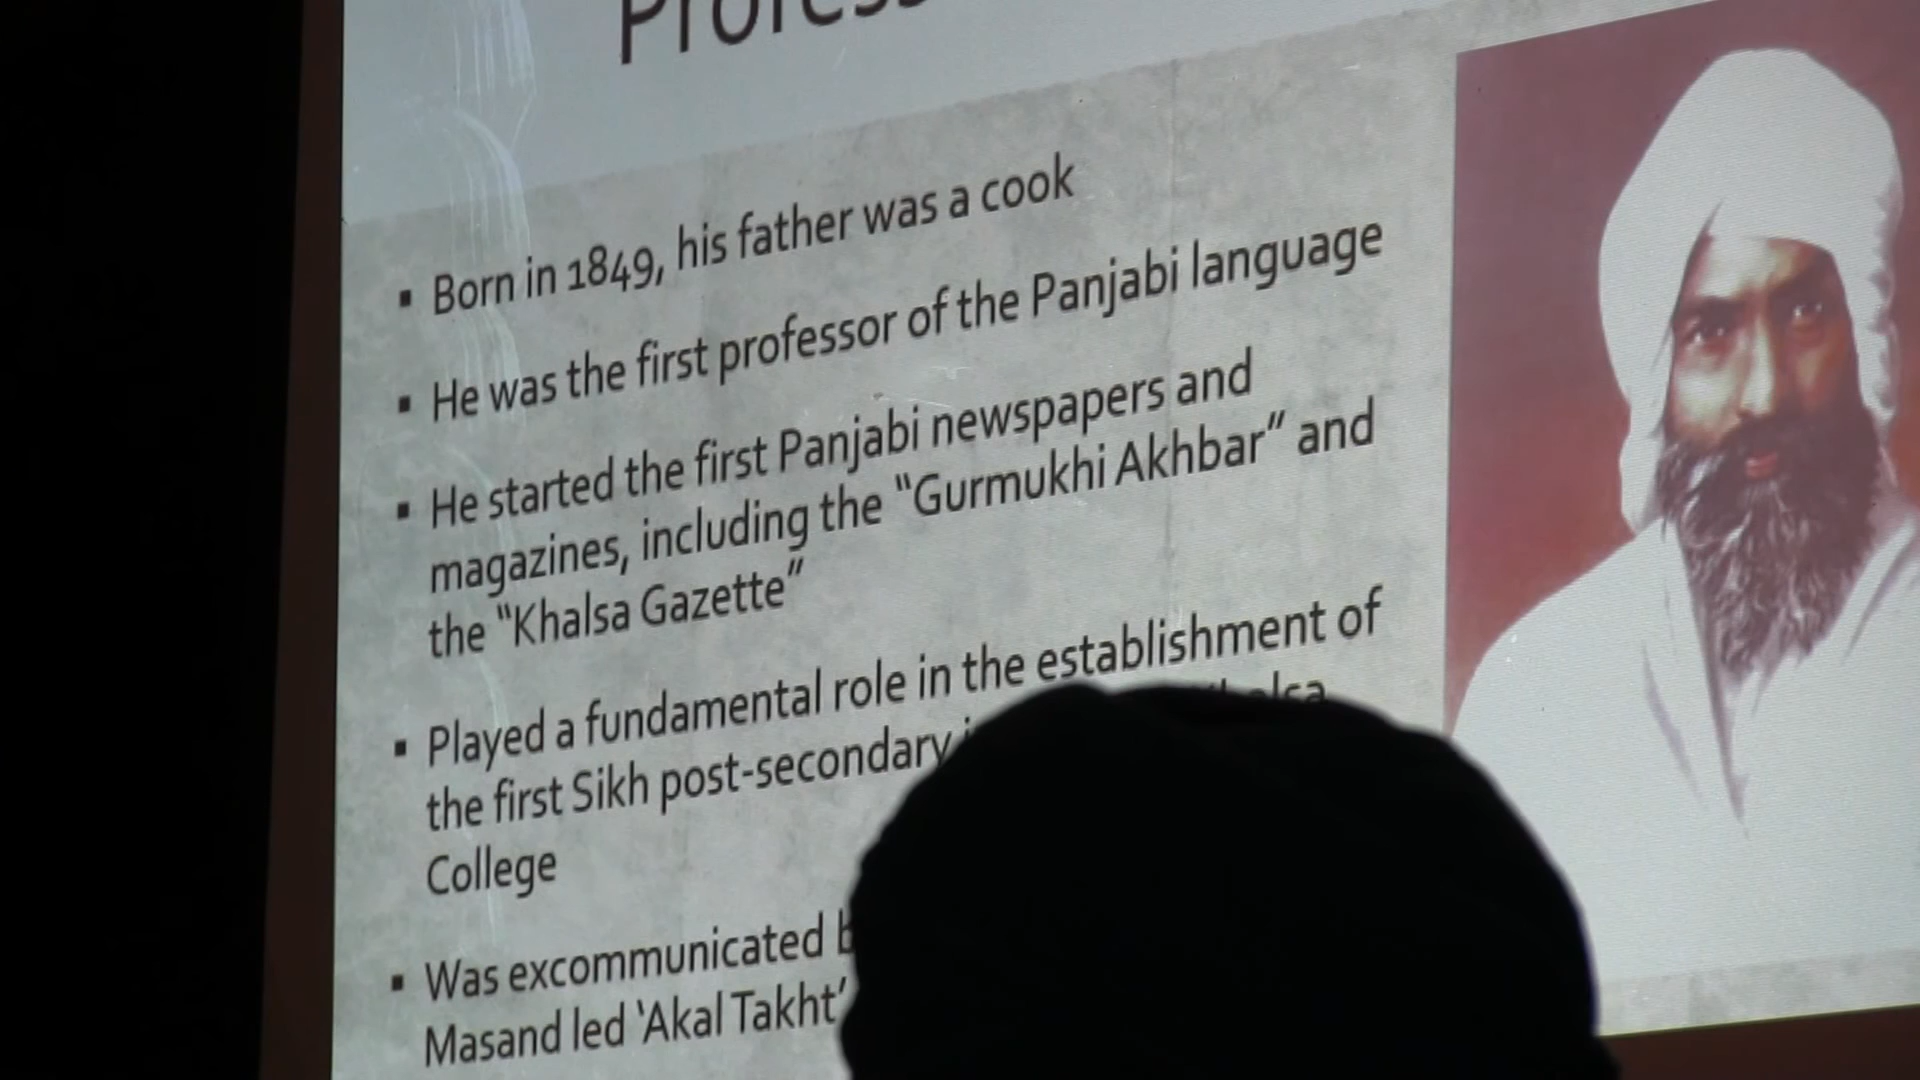 Born in 1849, his father was a cook
He was the first professor of the Panjabi language
He started the first Panjabi newspapers and
magazines, including the “Gurmukhi Akhbar” and
the “Khalsa Gazette”
Played a fundamental role in the establishment of
the first Sikh post-secondary
College
Was excommunicated
Masand led ‘Akal Takht’